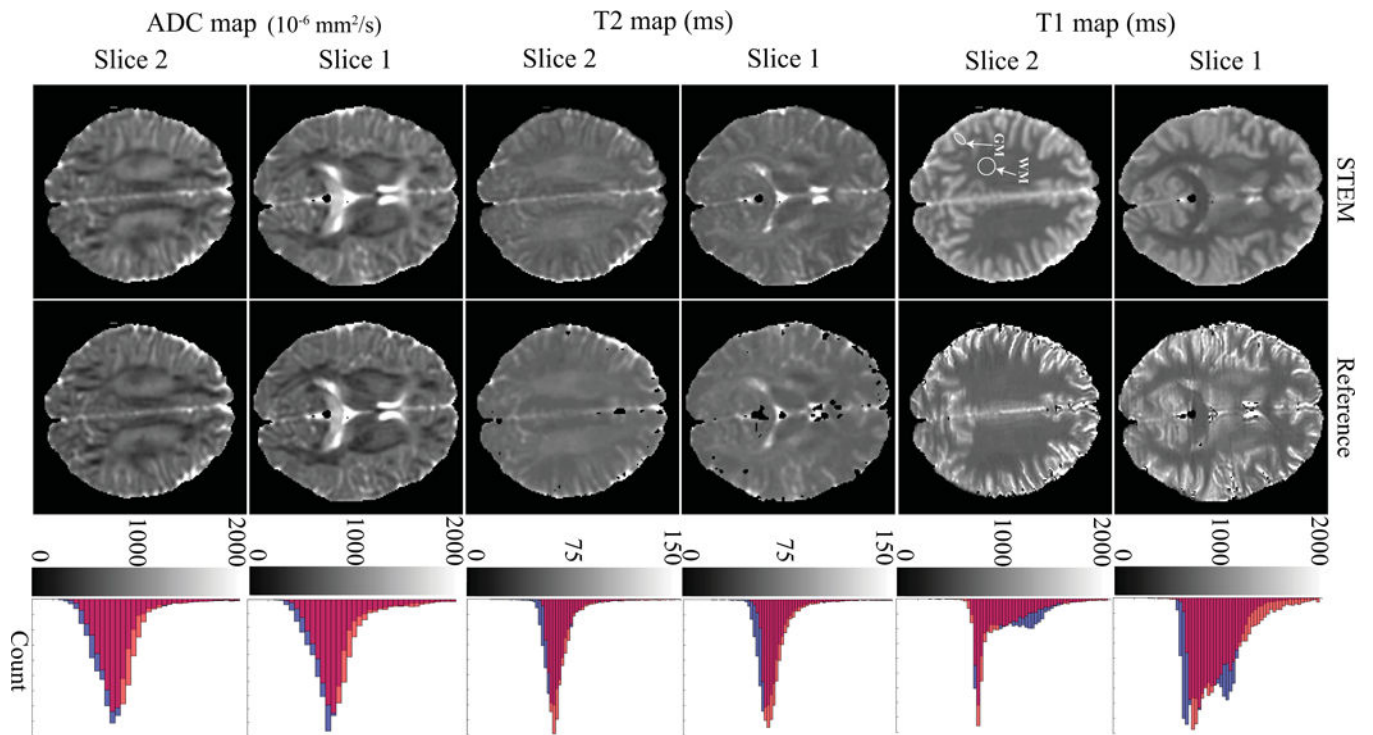 ADC map (10⁻⁶ mm²/s)
T2 map (ms)
T1 map (ms)
Slice 2
Slice 1
Slice 2
Slice 1
Slice 2
Slice 1
STEM
GM
WM
Reference
0 1000 2000
0 1000 2000
0 75 150
0 75 150
0 1000 2000
0 1000 2000
Count